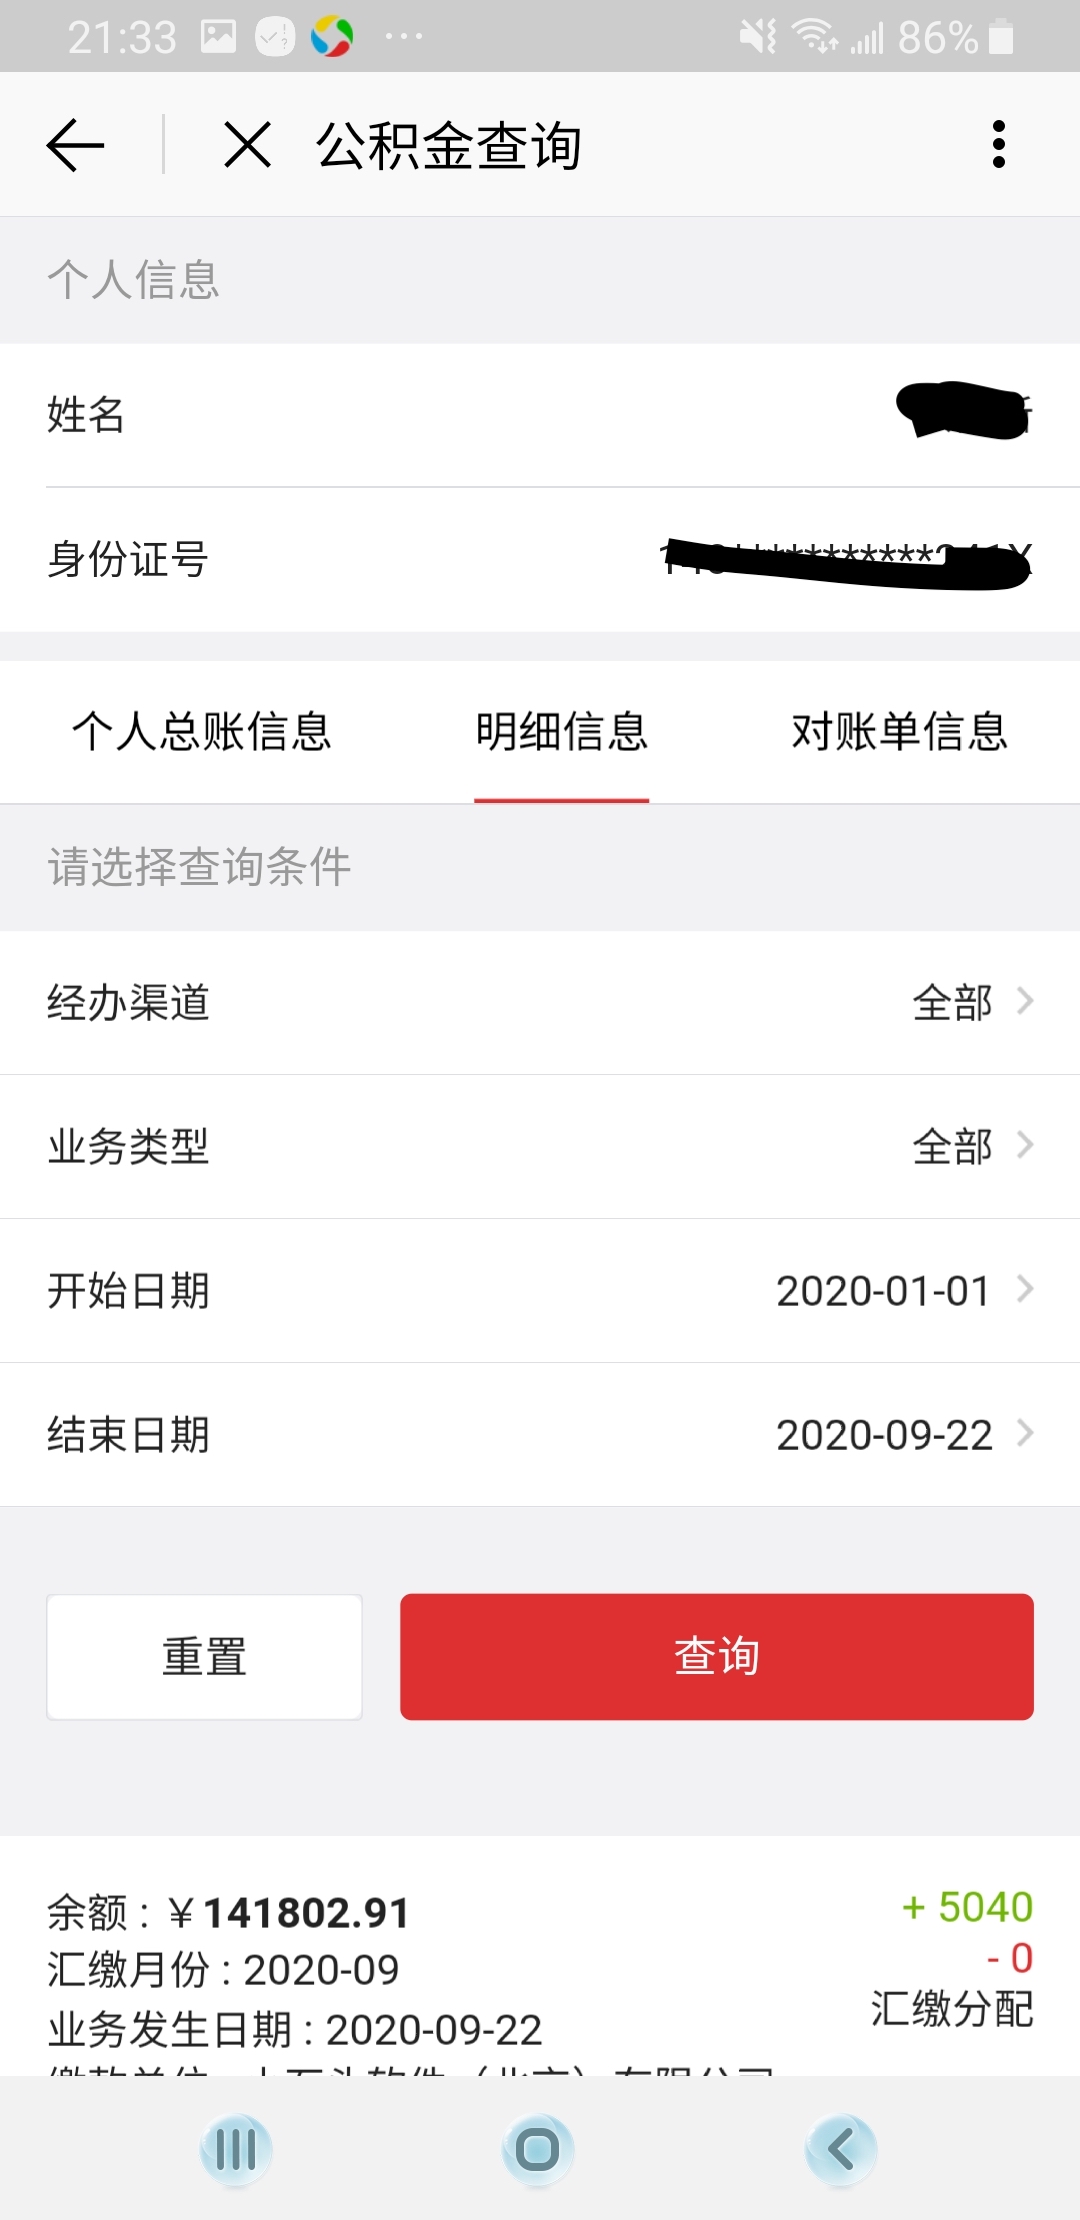 21:33
86%
公积金查询
个人信息
姓名
身份证号
个人总账信息 明细信息 对账单信息
请选择查询条件
经办渠道 全部
业务类型 全部
开始日期 2020-01-01
结束日期 2020-09-22
重置 查询
余额 : ￥141802.91 + 5040
汇缴月份 : 2020-09 - 0
业务发生日期 : 2020-09-22 汇缴分配